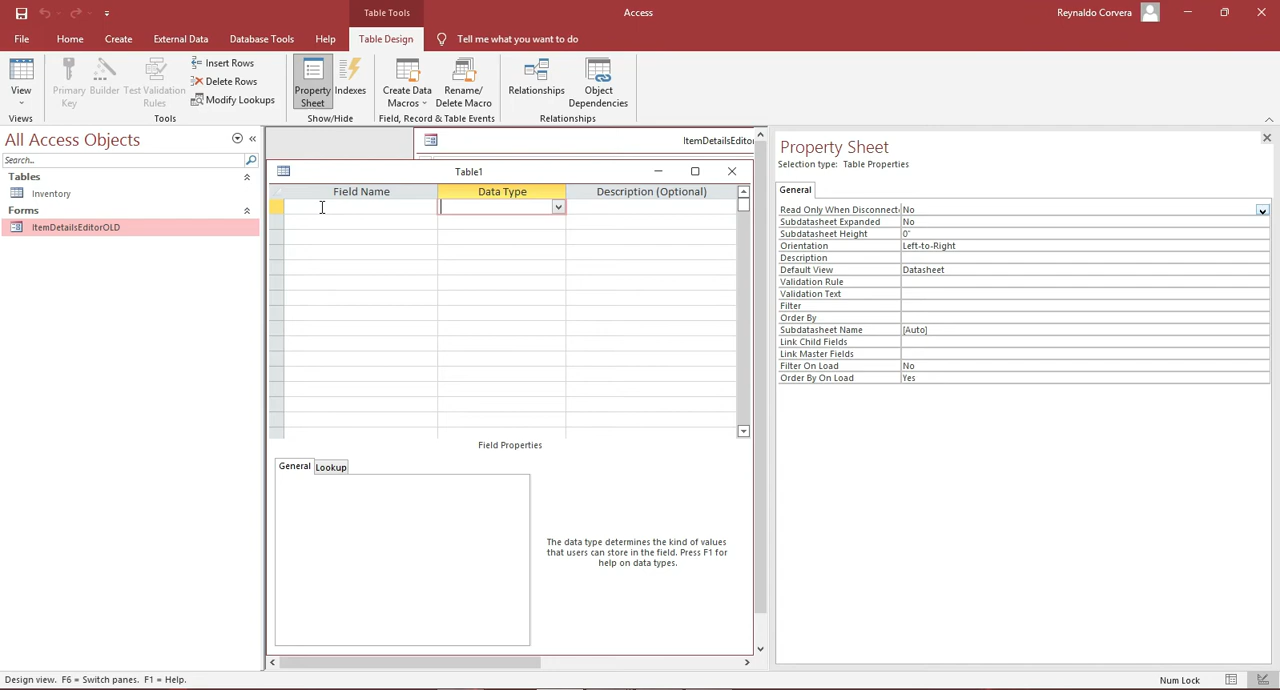 Table Tools
Access
Reynaldo Corvera
File Home Create External Data Database Tools Help Table Design Tell me what you want to do
View
Primary Key
Builder
Test Validation Rules
Insert Rows
Delete Rows
Modify Lookups
Property Sheet
Indexes
Create Data Macros
Rename/ Delete Macro
Relationships
Object Dependencies
Views Tools Show/Hide Field, Record & Table Events Relationships
All Access Objects
Search...
Tables
Inventory
Forms
ItemDetailsEditorOLD
ItemDetailsEditor
Table1
Field Name Data Type Description (Optional)
Field Properties
General Lookup
The data type determines the kind of values
that users can store in the field. Press F1 for
help on data types.
Property Sheet
Selection type: Table Properties
General
Read Only When Disconnect No
Subdatasheet Expanded No
Subdatasheet Height 0"
Orientation Left-to-Right
Description
Default View Datasheet
Validation Rule
Validation Text
Filter
Order By
Subdatasheet Name [Auto]
Link Child Fields
Link Master Fields
Filter On Load No
Order By On Load Yes
Design view. F6 = Switch panes. F1 = Help.
Num Lock